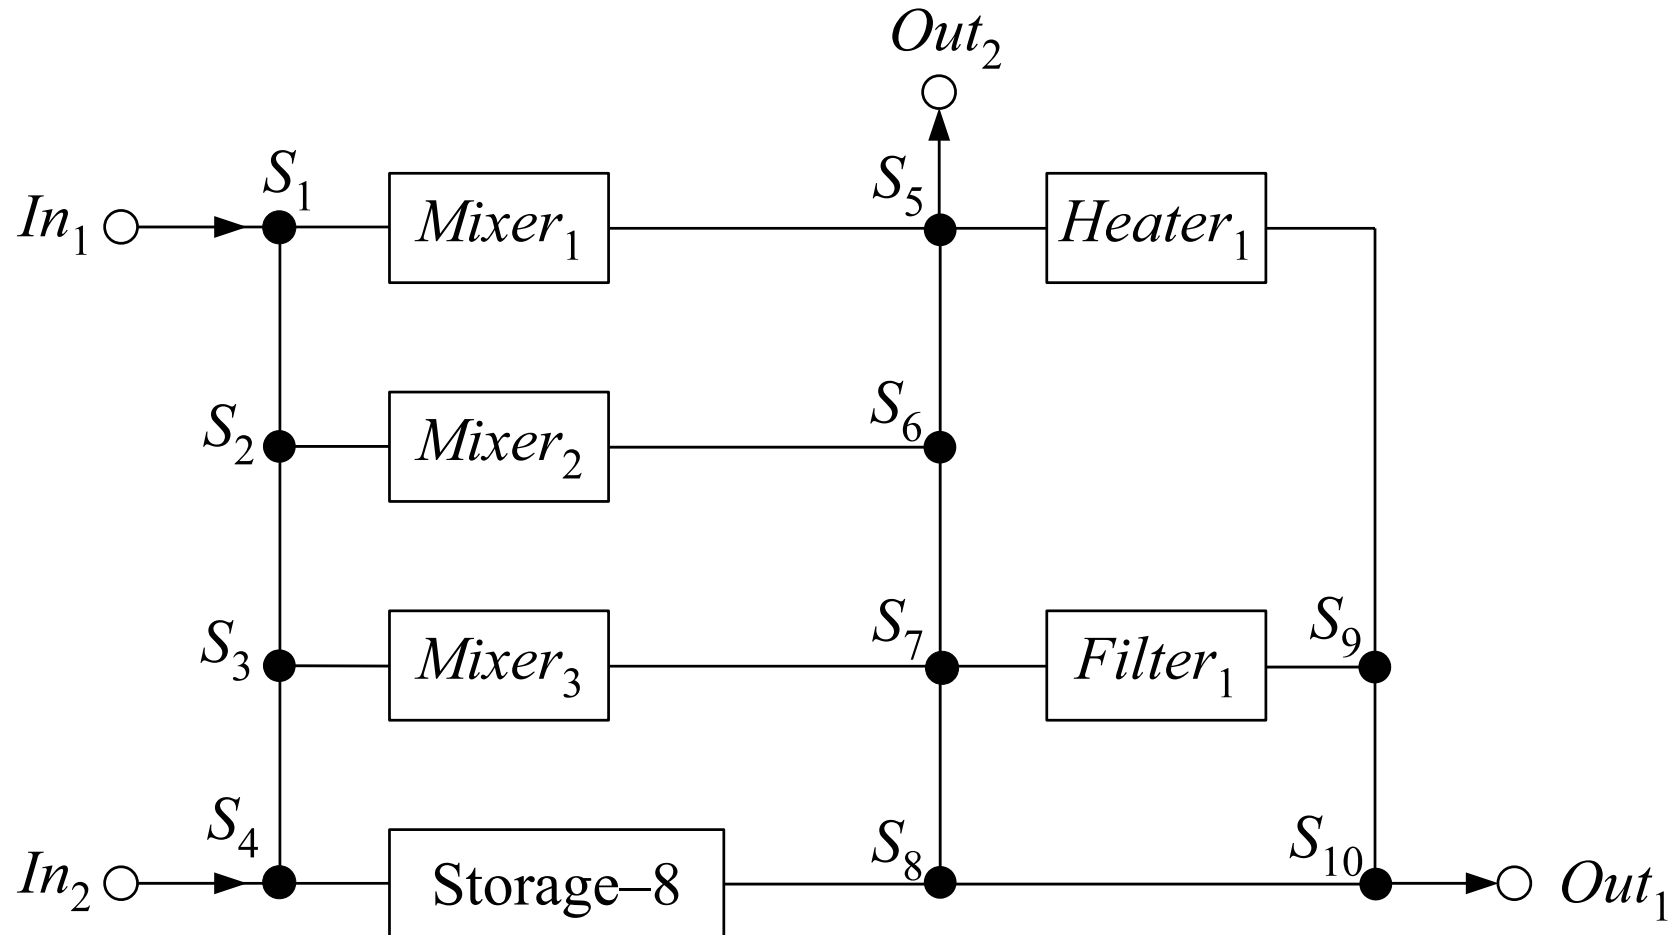 Out2
S1 S5
In1 Mixer1 Heater1
S2 Mixer2 S6
S3 Mixer3 S7 Filter1 S9
S4 S8 S10
In2 Storage–8 Out1